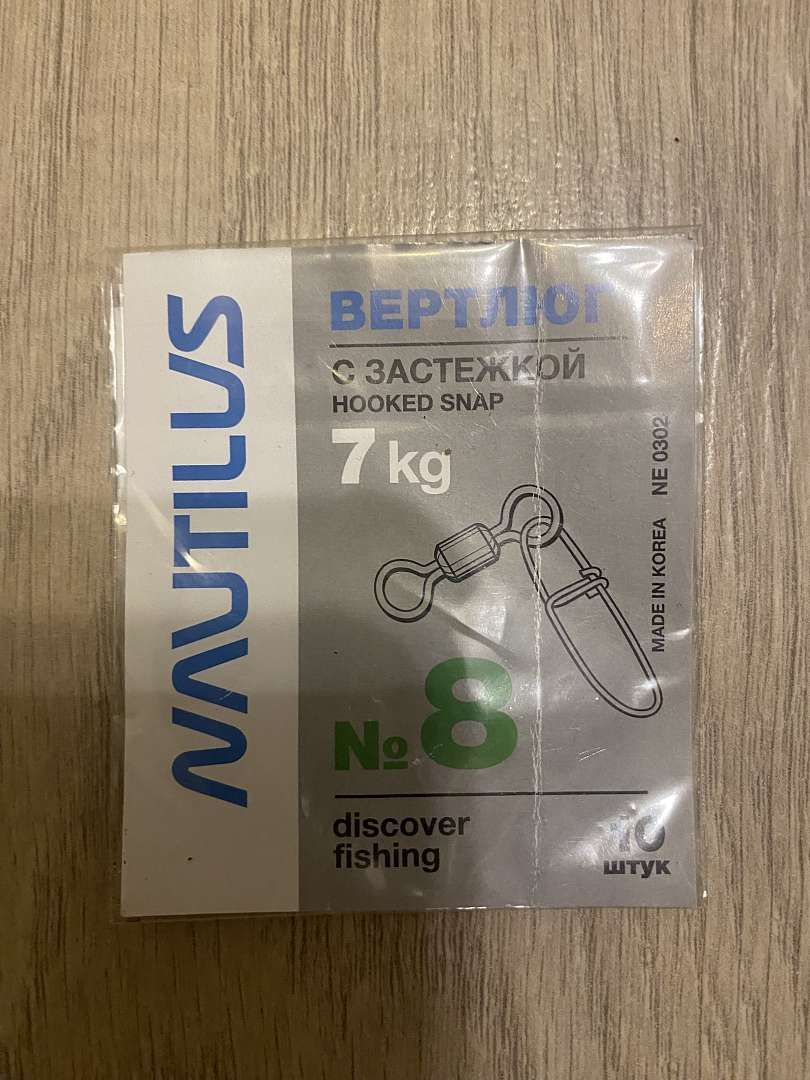 NAUTILUS
ВЕРТЛЮГ
С ЗАСТЕЖКОЙ
HOOKED SNAP
7 kg
MADE IN KOREA NE 0302
№8
discover
fishing
10
штук